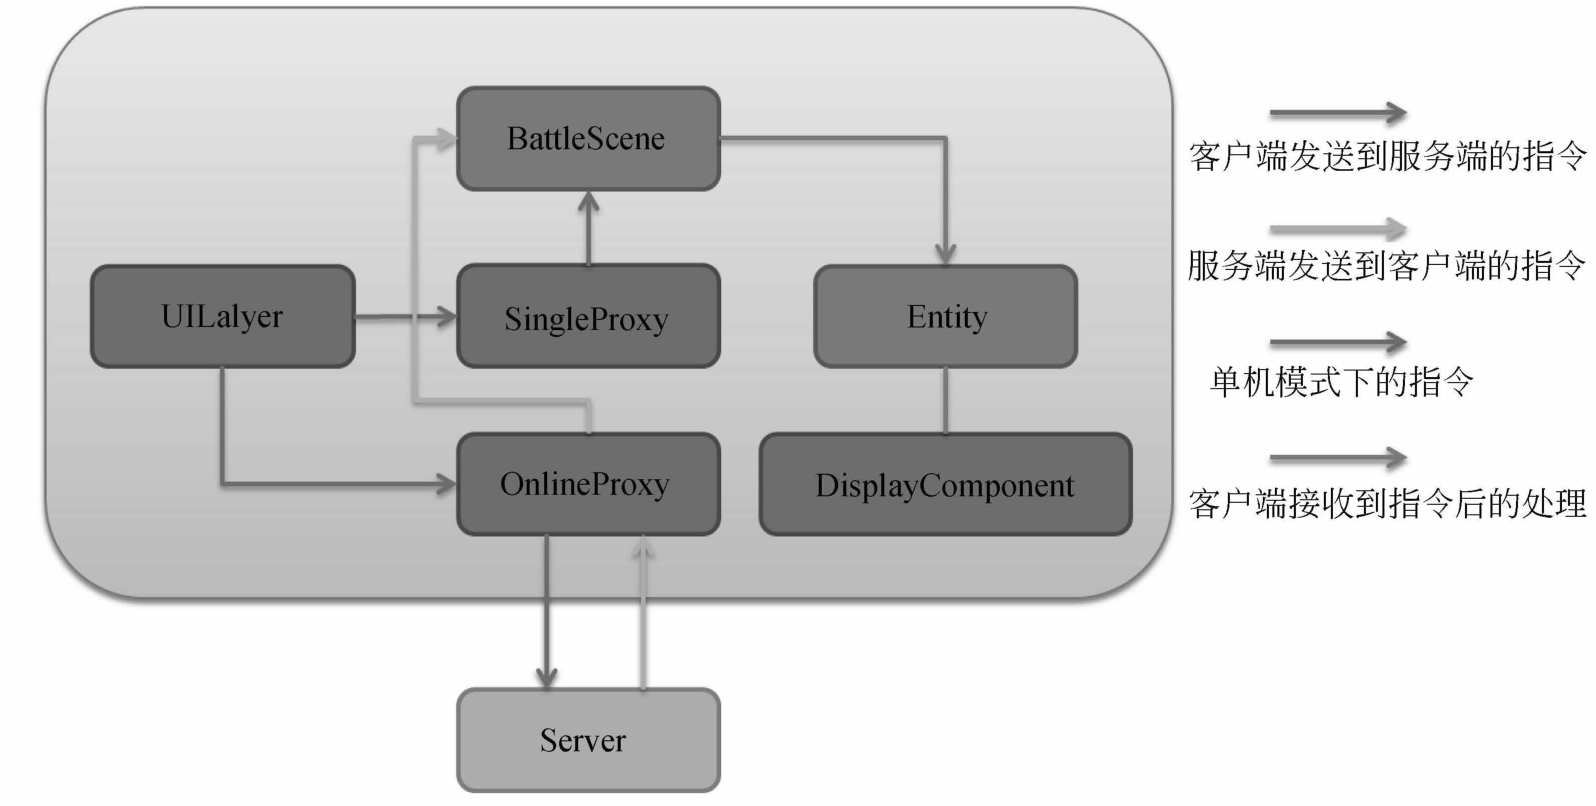 BattleScene
UILalyer
SingleProxy
Entity
OnlineProxy
DisplayComponent
Server
客户端发送到服务端的指令
服务端发送到客户端的指令
单机模式下的指令
客户端接收到指令后的处理